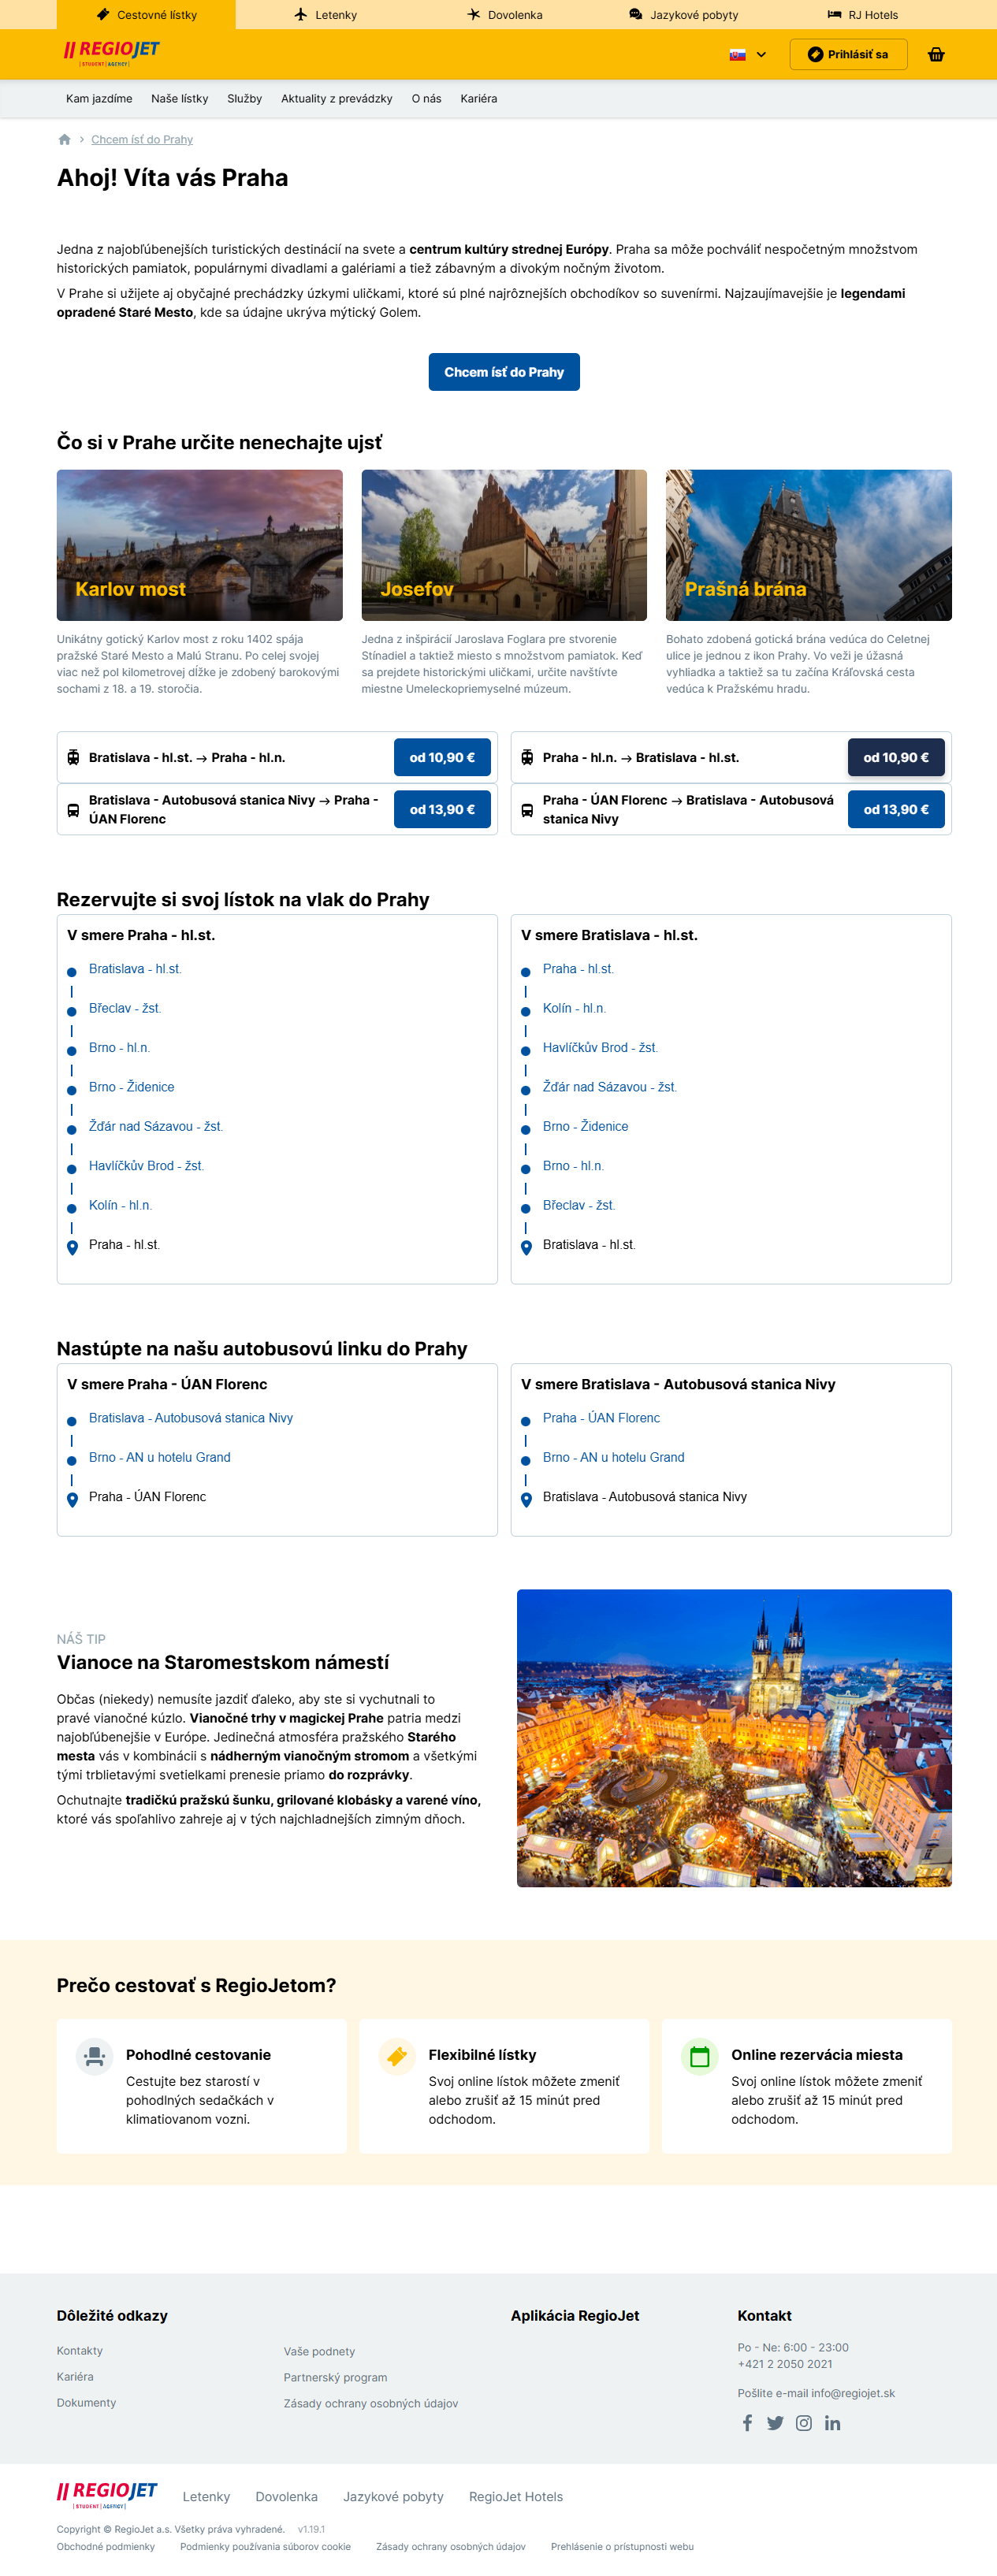 Cestovné lístky
Letenky
Dovolenka
Jazykové pobyty
RJ Hotels
REGIOJET
STUDENT AGENCY
Prihlásiť sa
Kam jazdíme
Naše lístky
Služby
Aktuality z prevádzky
O nás
Kariéra
Chcem ísť do Prahy
Ahoj! Víta vás Praha
Jedna z najobľúbenejších turistických destinácií na svete a centrum kultúry strednej Európy. Praha sa môže pochváliť nespočetným množstvom
historických pamiatok, populárnymi divadlami a galériami a tiež zábavným a divokým nočným životom.
V Prahe si užijete aj obyčajné prechádzky úzkymi uličkami, ktoré sú plné najrôznejších obchodíkov so suvenírmi. Najzaujímavejšie je legendami
opradené Staré Mesto, kde sa údajne ukrýva mýtický Golem.
Chcem ísť do Prahy
Čo si v Prahe určite nenechajte ujsť
Karlov most
Unikátny gotický Karlov most z roku 1402 spája
pražské Staré Mesto a Malú Stranu. Po celej svojej
viac než pol kilometrovej dĺžke je zdobený barokovými
sochami z 18. a 19. storočia.
Josefov
Jedna z inšpirácií Jaroslava Foglara pre stvorenie
Stínadiel a taktiež miesto s množstvom pamiatok. Keď
sa prejdete historickými uličkami, určite navštívte
miestne Umeleckopriemyselné múzeum.
Prašná brána
Bohato zdobená gotická brána vedúca do Celetnej
ulice je jednou z ikon Prahy. Vo veži je úžasná
vyhliadka a taktiež sa tu začína Kráľovská cesta
vedúca k Pražskému hradu.
Bratislava - hl.st. → Praha - hl.n.
od 10,90 €
Bratislava - Autobusová stanica Nivy → Praha -
ÚAN Florenc
od 13,90 €
Praha - hl.n. → Bratislava - hl.st.
od 10,90 €
Praha - ÚAN Florenc → Bratislava - Autobusová
stanica Nivy
od 13,90 €
Rezervujte si svoj lístok na vlak do Prahy
V smere Praha - hl.st.
Bratislava - hl.st.
Břeclav - žst.
Brno - hl.n.
Brno - Židenice
Žďár nad Sázavou - žst.
Havlíčkův Brod - žst.
Kolín - hl.n.
Praha - hl.st.
V smere Bratislava - hl.st.
Praha - hl.st.
Kolín - hl.n.
Havlíčkův Brod - žst.
Žďár nad Sázavou - žst.
Brno - Židenice
Brno - hl.n.
Břeclav - žst.
Bratislava - hl.st.
Nastúpte na našu autobusovú linku do Prahy
V smere Praha - ÚAN Florenc
Bratislava - Autobusová stanica Nivy
Brno - AN u hotelu Grand
Praha - ÚAN Florenc
V smere Bratislava - Autobusová stanica Nivy
Praha - ÚAN Florenc
Brno - AN u hotelu Grand
Bratislava - Autobusová stanica Nivy
NÁŠ TIP
Vianoce na Staromestskom námestí
Občas (niekedy) nemusíte jazdiť ďaleko, aby ste si vychutnali to
pravé vianočné kúzlo. Vianočné trhy v magickej Prahe patria medzi
najobľúbenejšie v Európe. Jedinečná atmosféra pražského Starého
mesta vás v kombinácii s nádherným vianočným stromom a všetkými
tými trblietavými svetielkami prenesie priamo do rozprávky.
Ochutnajte tradičkú pražskú šunku, grilované klobásky a varené víno,
ktoré vás spoľahlivo zahreje aj v tých najchladnejších zimným dňoch.
Prečo cestovať s RegioJetom?
Pohodlné cestovanie
Cestujte bez starostí v
pohodlných sedačkách v
klimatiovanom vozni.
Flexibilné lístky
Svoj online lístok môžete zmeniť
alebo zrušiť až 15 minút pred
odchodom.
Online rezervácia miesta
Svoj online lístok môžete zmeniť
alebo zrušiť až 15 minút pred
odchodom.
Dôležité odkazy
Kontakty
Kariéra
Dokumenty
Vaše podnety
Partnerský program
Zásady ochrany osobných údajov
Aplikácia RegioJet
Kontakt
Po - Ne: 6:00 - 23:00
+421 2 2050 2021
Pošlite e-mail info@regiojet.sk
REGIOJET
STUDENT AGENCY
Letenky
Dovolenka
Jazykové pobyty
RegioJet Hotels
Copyright © RegioJet a.s. Všetky práva vyhradené.
v1.19.1
Obchodné podmienky
Podmienky používania súborov cookie
Zásady ochrany osobných údajov
Prehlásenie o prístupnosti webu